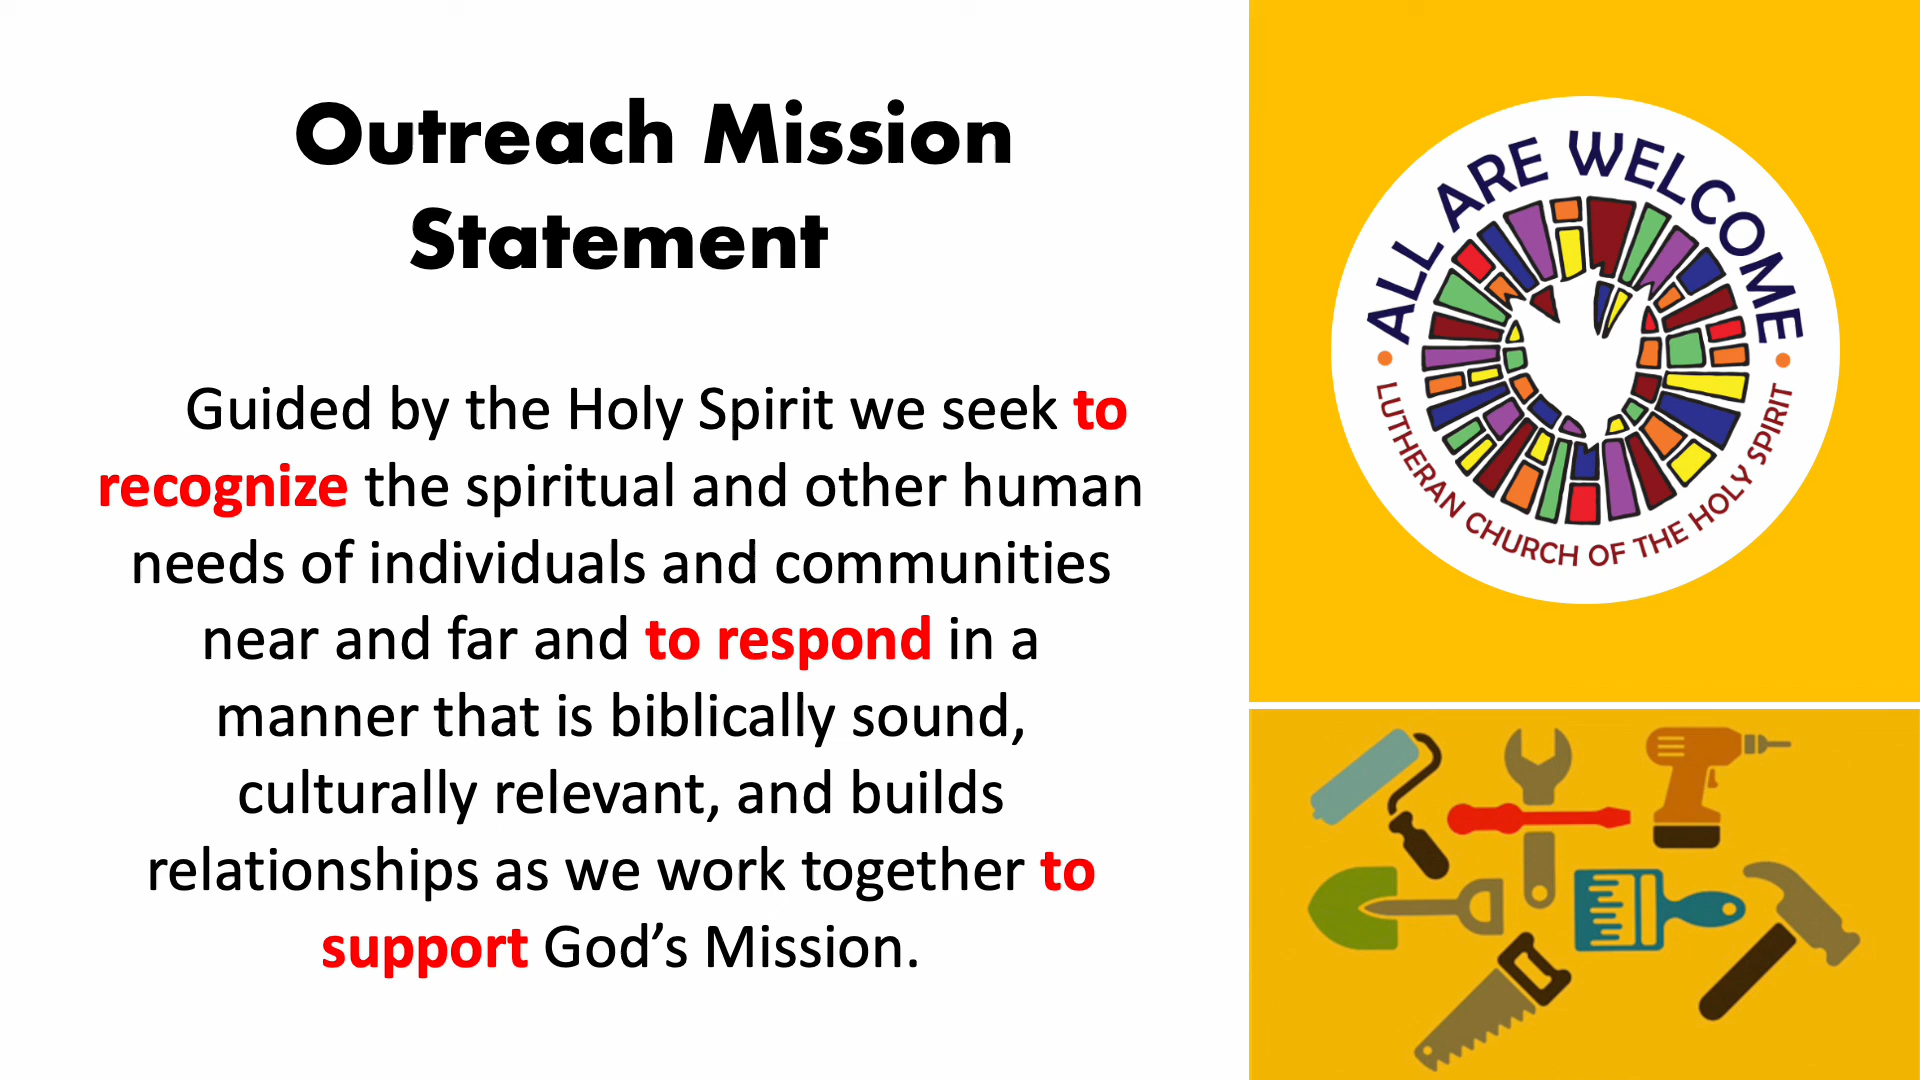 Outreach Mission
Statement
Guided by the Holy Spirit we seek to
recognize the spiritual and other human
needs of individuals and communities
near and far and to respond in a
manner that is biblically sound,
culturally relevant, and builds
relationships as we work together to
support God’s Mission.
ALL ARE WELCOME
LUTHERAN CHURCH OF THE HOLY SPIRIT